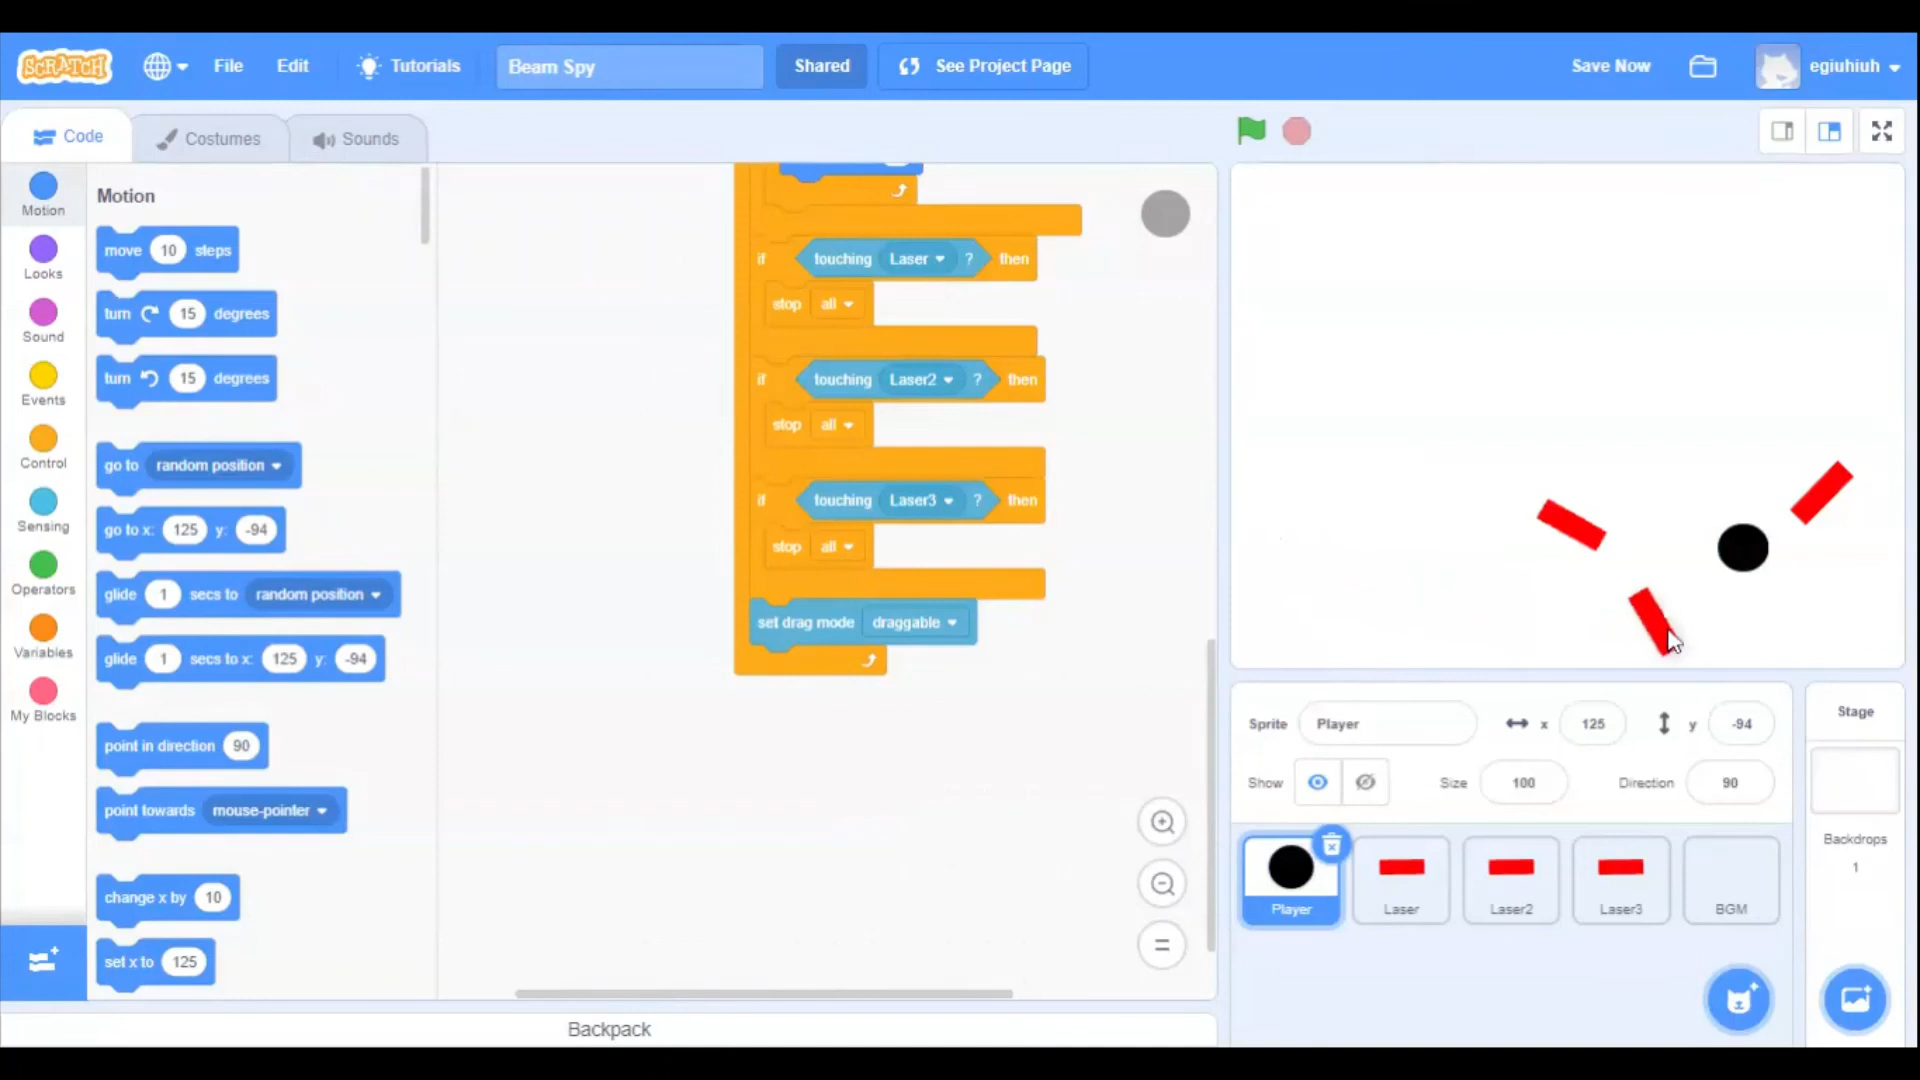 SCRATCH
File
Edit
Tutorials
Beam Spy
Shared
See Project Page
Save Now
egiuhiuh
Code
Costumes
Sounds
Motion
Looks
Sound
Events
Control
Sensing
Operators
Variables
My Blocks
Motion
move 10 steps
turn 15 degrees
turn 15 degrees
go to random position
go to x: 125 y: -94
glide 1 secs to random position
glide 1 secs to x: 125 y: -94
point in direction 90
point towards mouse-pointer
change x by 10
set x to 125
if touching Laser ? then
stop all
if touching Laser2 ? then
stop all
if touching Laser3 ? then
stop all
set drag mode draggable
Backpack
Sprite Player x 125 y -94
Show Size 100 Direction 90
Player
Laser
Laser2
Laser3
BGM
Stage
Backdrops
1